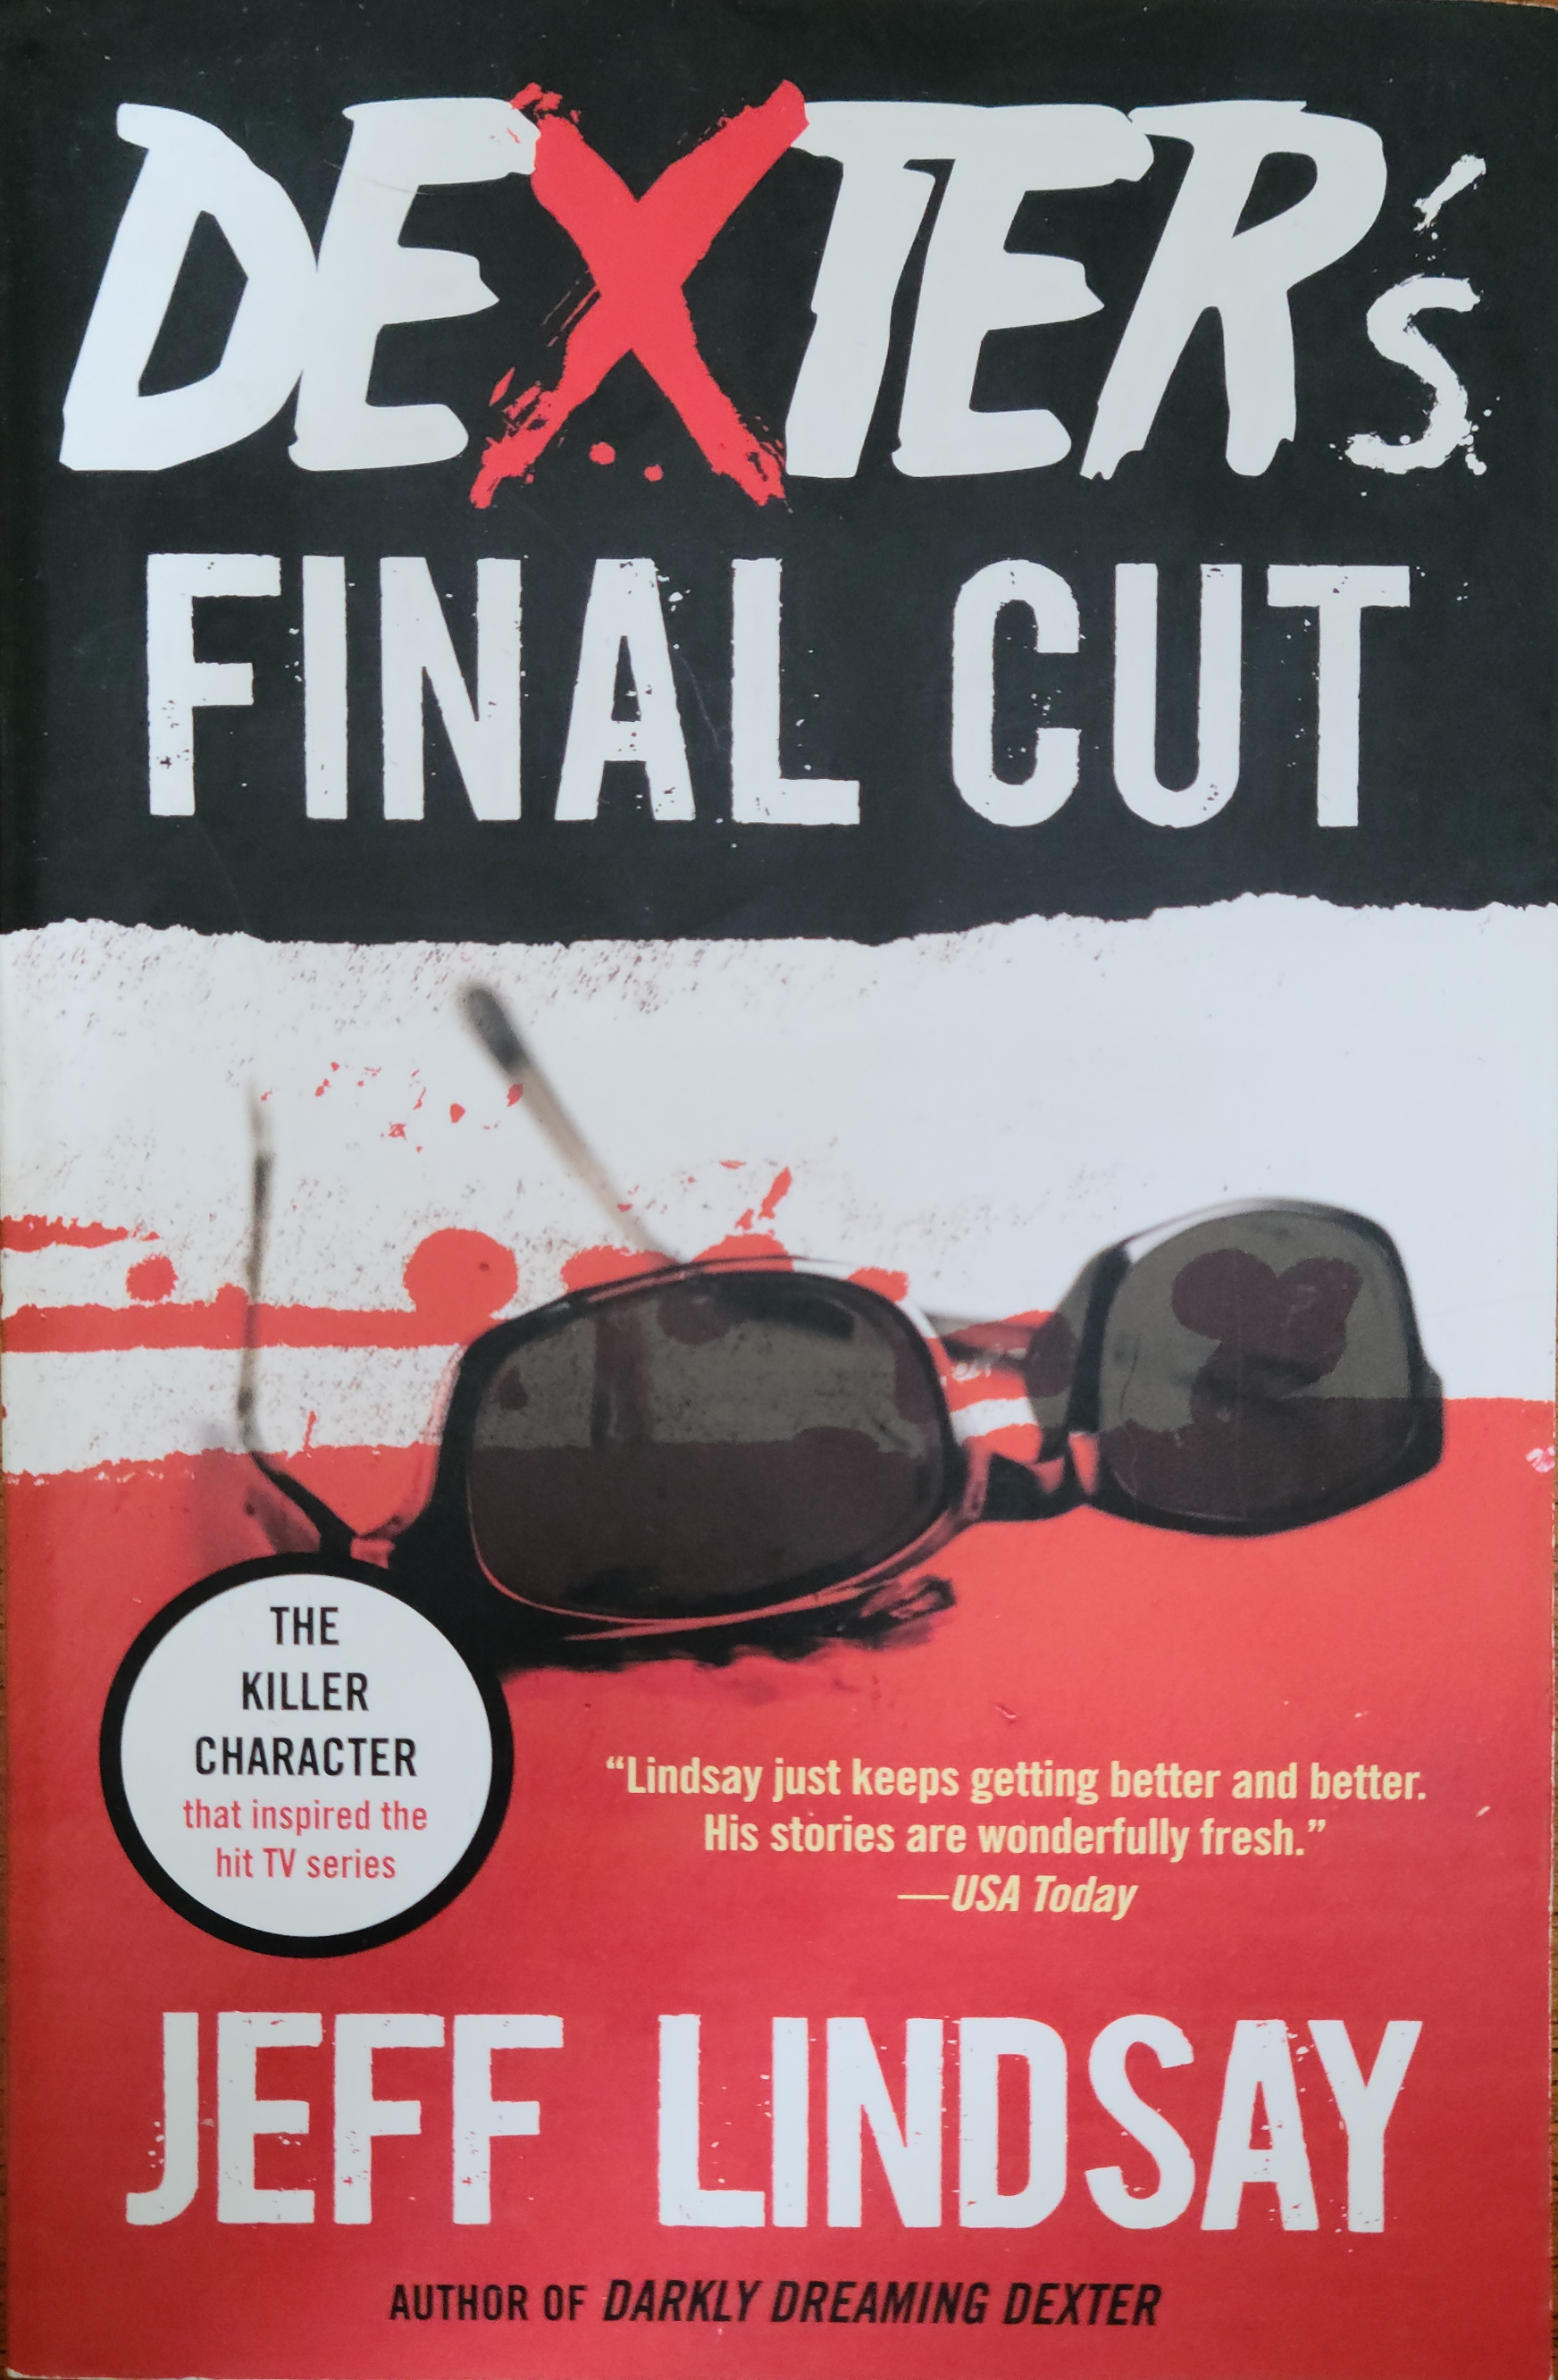 DEXTER's
FINAL CUT
THE
KILLER
CHARACTER
that inspired the
hit TV series
“Lindsay just keeps getting better and better.
His stories are wonderfully fresh.”
—USA Today
JEFF LINDSAY
AUTHOR OF DARKLY DREAMING DEXTER